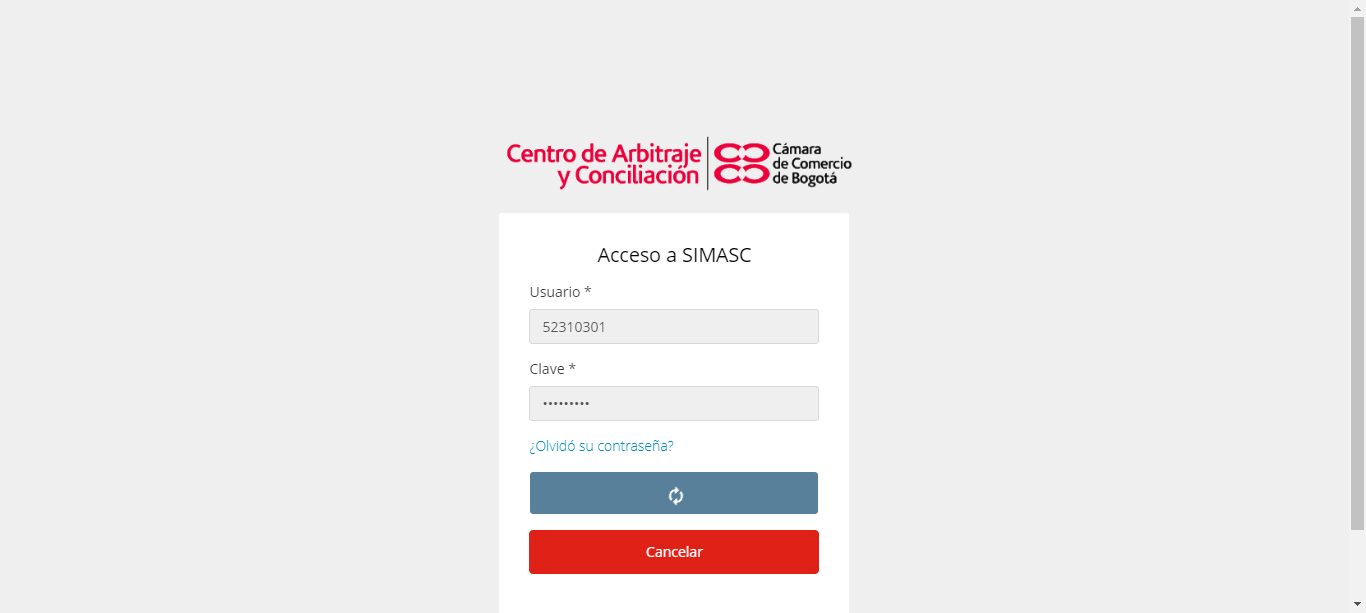 Centro de Arbitraje
y Conciliación
Cámara
de Comercio
de Bogotá
Acceso a SIMASC
Usuario *
52310301
Clave *
•••••••••
¿Olvidó su contraseña?
Cancelar